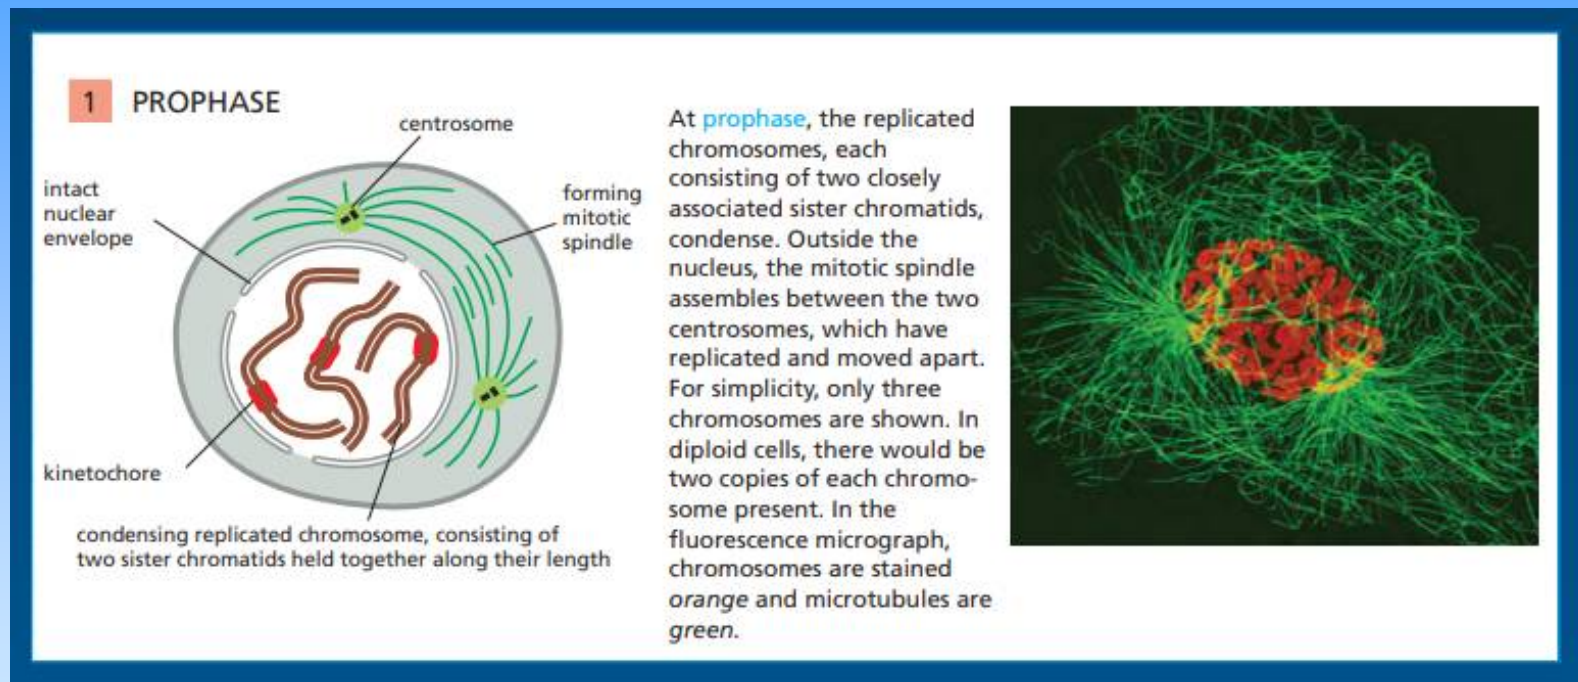 1 PROPHASE
centrosome
intact
nuclear
envelope
forming
mitotic
spindle
kinetochore
condensing replicated chromosome, consisting of
two sister chromatids held together along their length
At prophase, the replicated
chromosomes, each
consisting of two closely
associated sister chromatids,
condense. Outside the
nucleus, the mitotic spindle
assembles between the two
centrosomes, which have
replicated and moved apart.
For simplicity, only three
chromosomes are shown. In
diploid cells, there would be
two copies of each chromo-
some present. In the
fluorescence micrograph,
chromosomes are stained
orange and microtubules are
green.